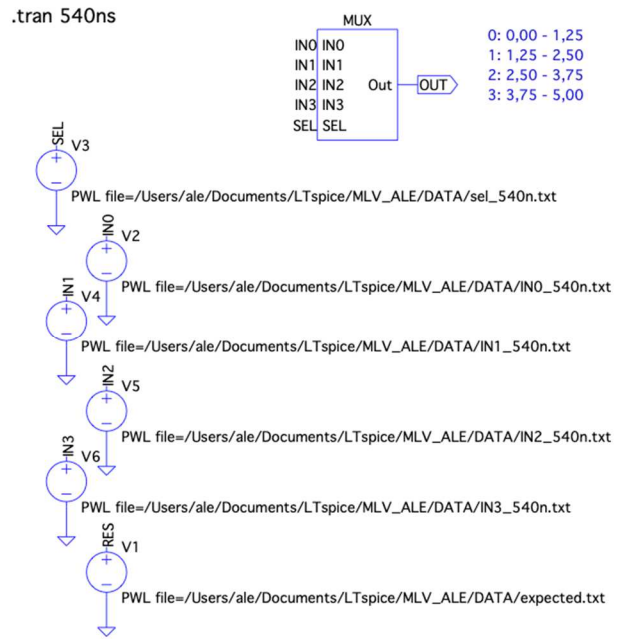 .tran 540ns
MUX
IN0 IN0
IN1 IN1
IN2 IN2
IN3 IN3
SEL SEL
Out
OUT
0: 0,00 - 1,25
1: 1,25 - 2,50
2: 2,50 - 3,75
3: 3,75 - 5,00
SEL
V3
PWL file=/Users/ale/Documents/LTspice/MLV_ALE/DATA/sel_540n.txt
IN0
V2
PWL file=/Users/ale/Documents/LTspice/MLV_ALE/DATA/IN0_540n.txt
IN1
V4
PWL file=/Users/ale/Documents/LTspice/MLV_ALE/DATA/IN1_540n.txt
IN2
V5
PWL file=/Users/ale/Documents/LTspice/MLV_ALE/DATA/IN2_540n.txt
IN3
V6
PWL file=/Users/ale/Documents/LTspice/MLV_ALE/DATA/IN3_540n.txt
RES
V1
PWL file=/Users/ale/Documents/LTspice/MLV_ALE/DATA/expected.txt